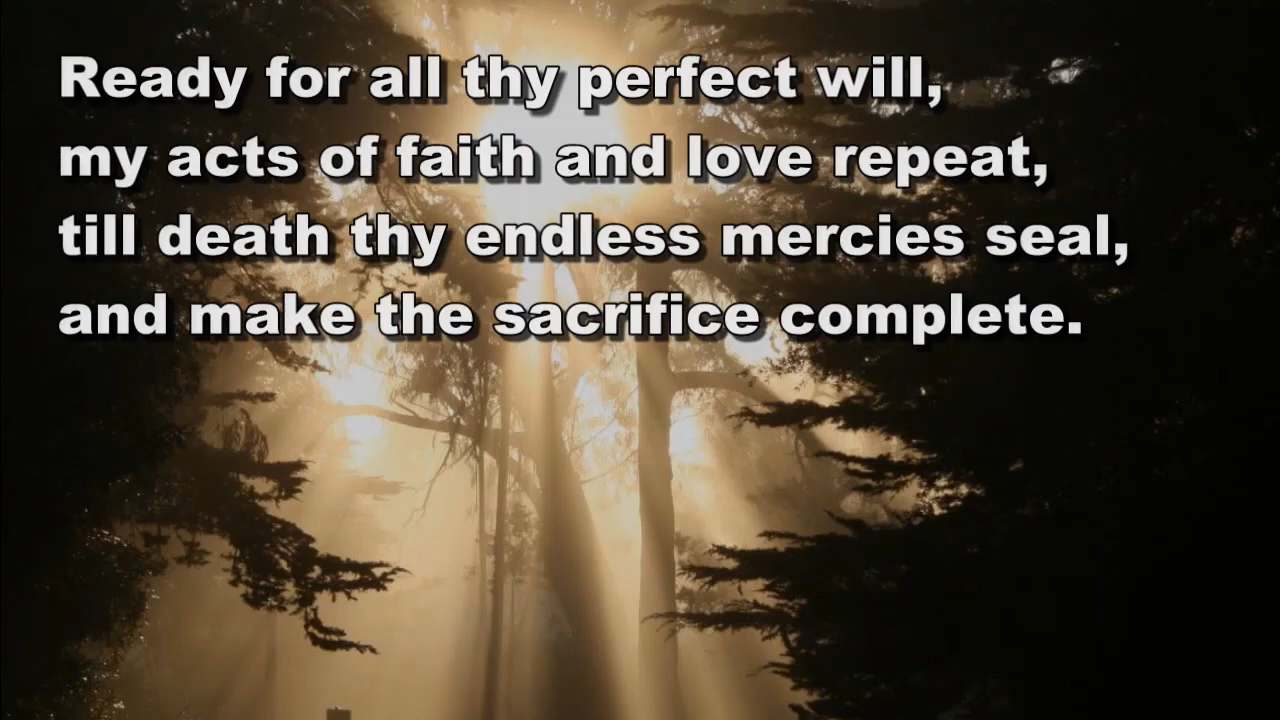 Ready for all thy perfect will,
my acts of faith and love repeat,
till death thy endless mercies seal,
and make the sacrifice complete.